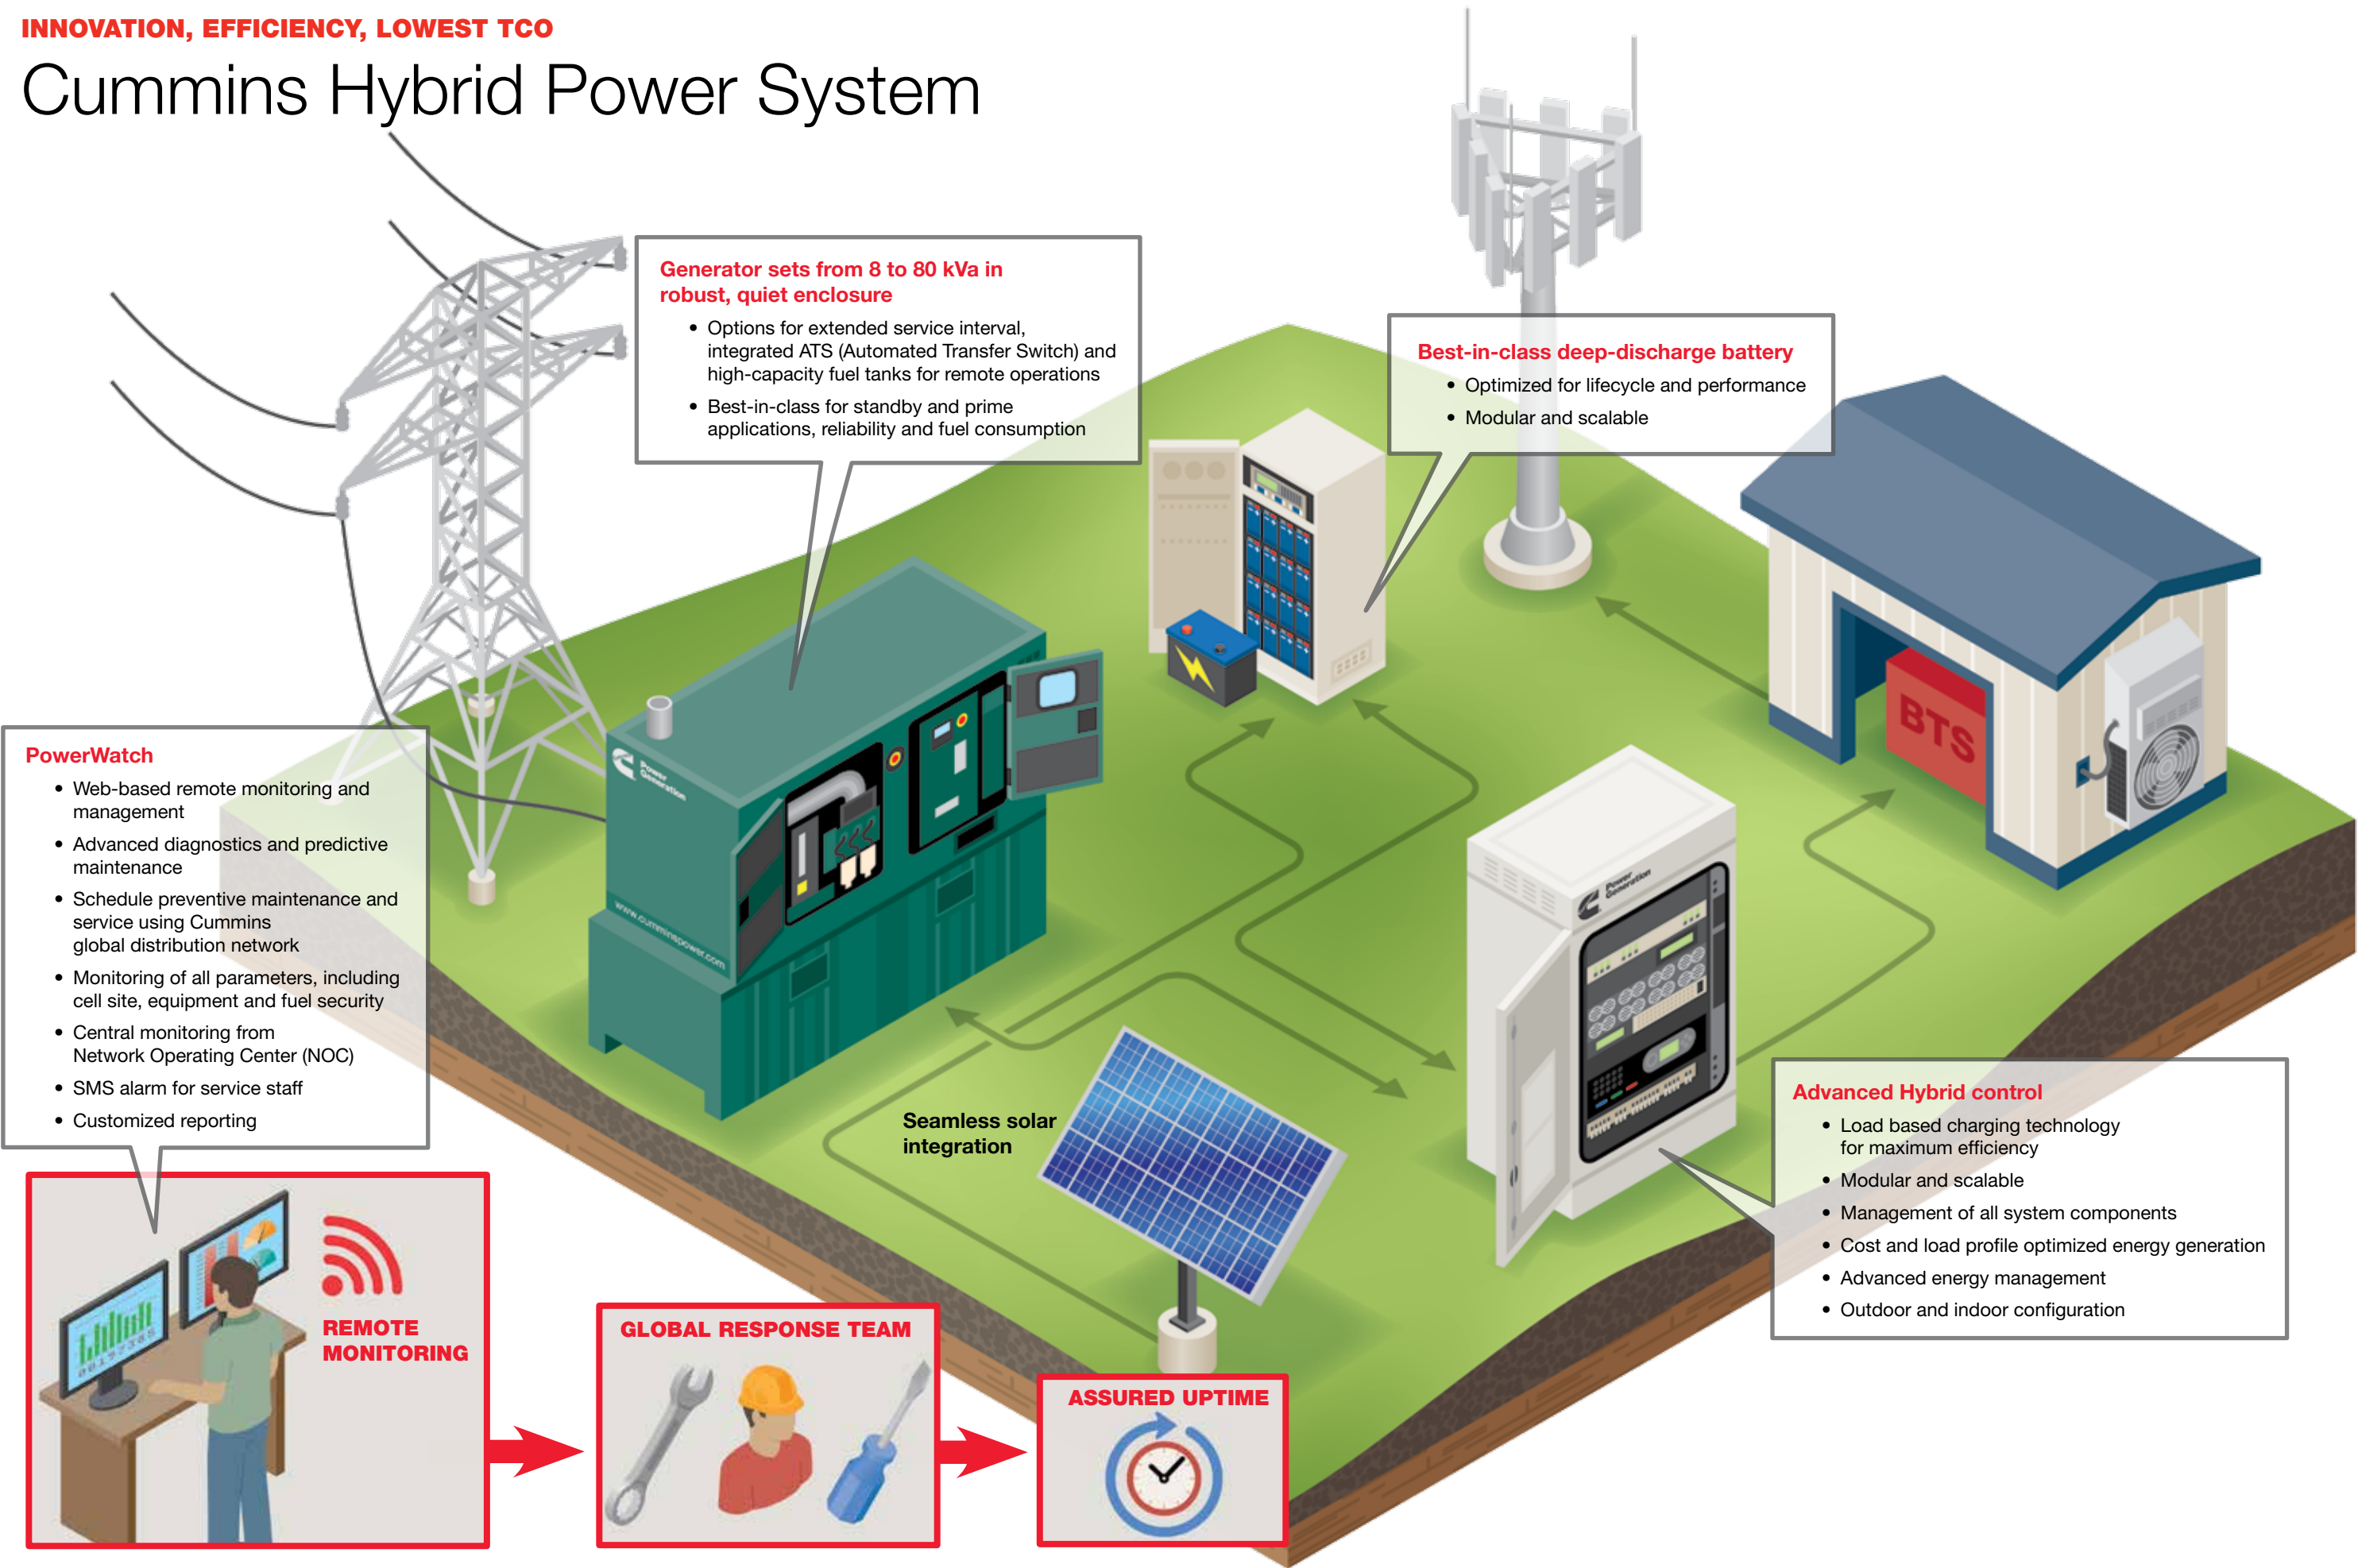 INNOVATION, EFFICIENCY, LOWEST TCO
Cummins Hybrid Power System
Generator sets from 8 to 80 kVa in
robust, quiet enclosure
• Options for extended service interval,
integrated ATS (Automated Transfer Switch) and
high-capacity fuel tanks for remote operations
• Best-in-class for standby and prime
applications, reliability and fuel consumption
Best-in-class deep-discharge battery
• Optimized for lifecycle and performance
• Modular and scalable
BTS
Power
Generation
www.cumminspower.com
Power
Generation
PowerWatch
• Web-based remote monitoring and
management
• Advanced diagnostics and predictive
maintenance
• Schedule preventive maintenance and
service using Cummins
global distribution network
• Monitoring of all parameters, including
cell site, equipment and fuel security
• Central monitoring from
Network Operating Center (NOC)
• SMS alarm for service staff
• Customized reporting
Seamless solar
integration
Advanced Hybrid control
• Load based charging technology
for maximum efficiency
• Modular and scalable
• Management of all system components
• Cost and load profile optimized energy generation
• Advanced energy management
• Outdoor and indoor configuration
REMOTE
MONITORING
GLOBAL RESPONSE TEAM
ASSURED UPTIME